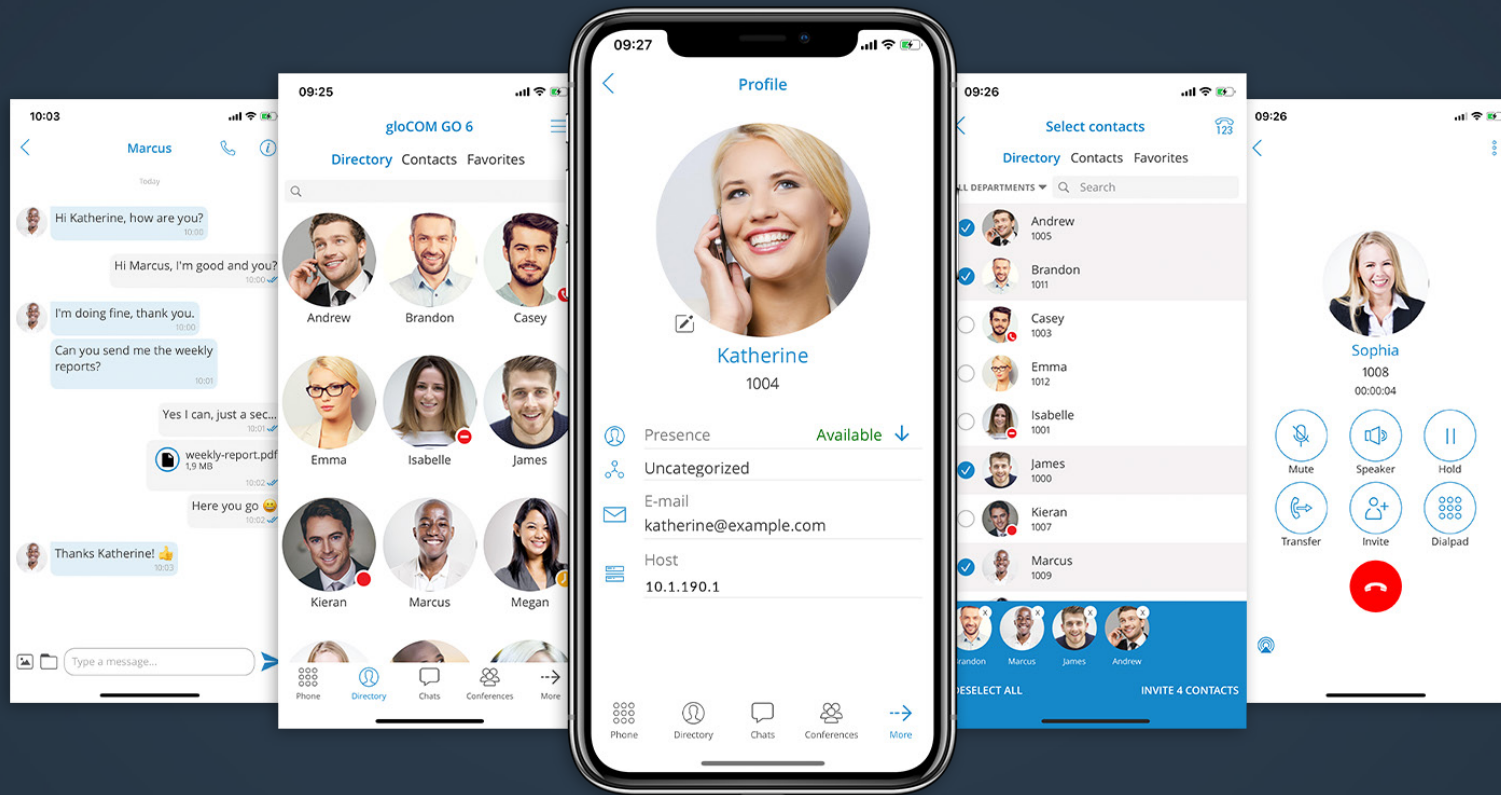 10:03
Marcus
Today
Hi Katherine, how are you?
10:00
Hi Marcus, I'm good and you?
10:00
I'm doing fine, thank you.
10:00
Can you send me the weekly
reports?
10:01
Yes I can, just a sec...
10:01
weekly-report.pdf
1,9 MB
10:02
Here you go 😀
10:02
Thanks Katherine! 👍
10:03
Type a message...
09:25
gloCOM GO 6
Directory Contacts Favorites
Andrew Brandon Casey
Emma Isabelle James
Kieran Marcus Megan
Phone Directory Chats Conferences More
09:27
Profile
Katherine
1004
Presence Available
Uncategorized
E-mail
katherine@example.com
Host
10.1.190.1
Phone Directory Chats Conferences More
09:26
Select contacts
123
Directory Contacts Favorites
LL DEPARTMENTS Search
Andrew
1005
Brandon
1011
Casey
1003
Emma
1012
Isabelle
1001
James
1000
Kieran
1007
Marcus
1009
X X X X
randon Marcus James Andrew
DESELECT ALL INVITE 4 CONTACTS
09:26
Sophia
1008
00:00:04
Mute Speaker Hold
Transfer Invite Dialpad